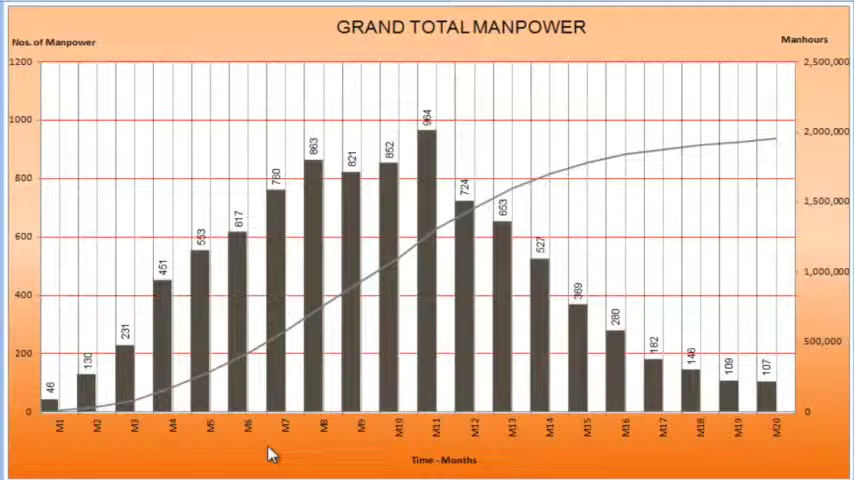 GRAND TOTAL MANPOWER
Nos. of Manpower
Manhours
1200 2,500,000
1000 2,000,000
800 1,500,000
600 1,000,000
400 500,000
200 0
0
46 130 231 451 553 617 760 863 821 852 964 724 653 527 369 280 182 146 109 107
M1 M2 M3 M4 M5 M6 M7 M8 M9 M10 M11 M12 M13 M14 M15 M16 M17 M18 M19 M20
Time - Months